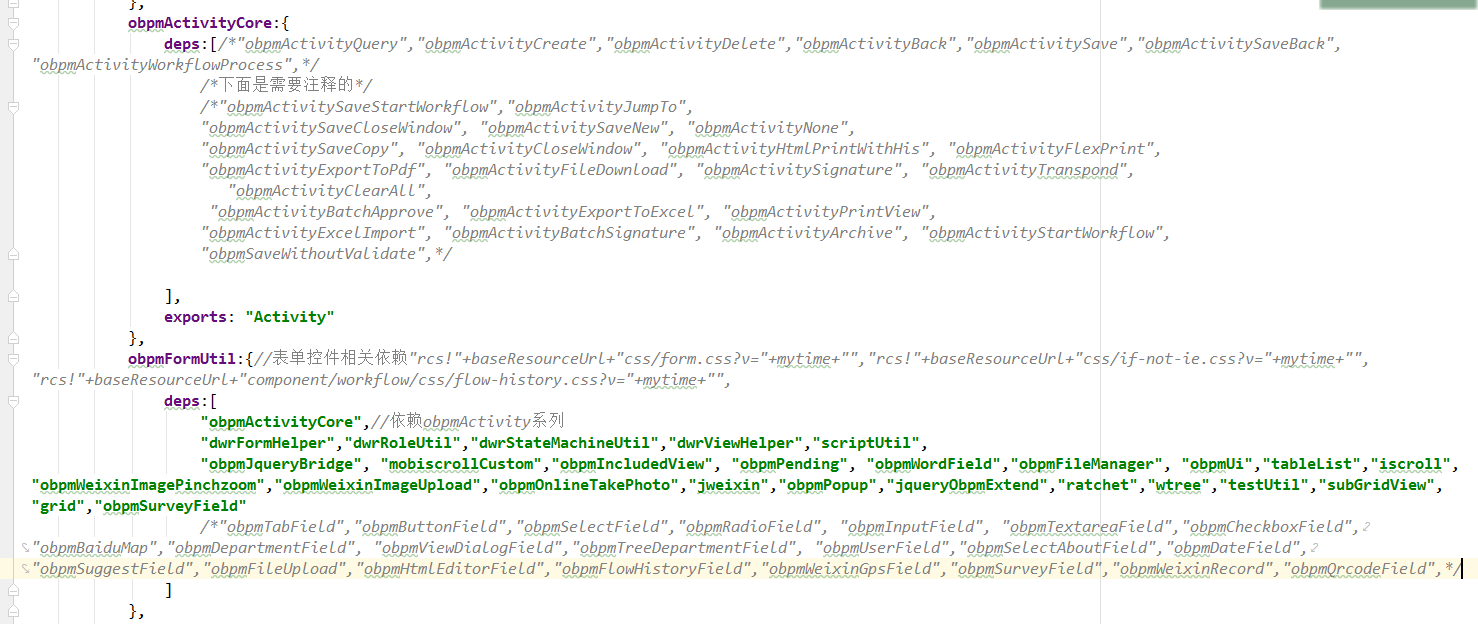 },
obpmActivityCore:{
deps:[/*"obpmActivityQuery","obpmActivityCreate","obpmActivityDelete","obpmActivityBack","obpmActivitySave","obpmActivitySaveBack",
"obpmActivityWorkflowProcess",*/
/*下面是需要注释的*/
/*"obpmActivitySaveStartWorkflow","obpmActivityJumpTo",
"obpmActivitySaveCloseWindow", "obpmActivitySaveNew", "obpmActivityNone",
"obpmActivitySaveCopy", "obpmActivityCloseWindow", "obpmActivityHtmlPrintWithHis", "obpmActivityFlexPrint",
"obpmActivityExportToPdf", "obpmActivityFileDownload", "obpmActivitySignature", "obpmActivityTranspond",
"obpmActivityClearAll",
"obpmActivityBatchApprove", "obpmActivityExportToExcel", "obpmActivityPrintView",
"obpmActivityExcelImport", "obpmActivityBatchSignature", "obpmActivityArchive", "obpmActivityStartWorkflow",
"obpmSaveWithoutValidate",*/
],
exports: "Activity"
},
obpmFormUtil:{//表单控件相关依赖"rcs!"+baseResourceUrl+"css/form.css?v="+mytime+"","rcs!"+baseResourceUrl+"css/if-not-ie.css?v="+mytime+"",
"rcs!"+baseResourceUrl+"component/workflow/css/flow-history.css?v="+mytime+"",
deps:[
"obpmActivityCore",//依赖obpmActivity系列
"dwrFormHelper","dwrRoleUtil","dwrStateMachineUtil","dwrViewHelper","scriptUtil",
"obpmJqueryBridge", "mobiscrollCustom","obpmIncludedView", "obpmPending", "obpmWordField","obpmFileManager", "obpmUi","tableList","iscroll",
"obpmWeixinImagePinchzoom","obpmWeixinImageUpload","obpmOnlineTakePhoto","jweixin","obpmPopup","jqueryObpmExtend","ratchet","wtree","testUtil","subGridView",
"grid","obpmSurveyField"
/*"obpmTabField","obpmButtonField","obpmSelectField","obpmRadioField", "obpmInputField", "obpmTextareaField","obpmCheckboxField",
"obpmBaiduMap","obpmDepartmentField", "obpmViewDialogField","obpmTreeDepartmentField", "obpmUserField","obpmSelectAboutField","obpmDateField",
"obpmSuggestField","obpmFileUpload","obpmHtmlEditorField","obpmFlowHistoryField","obpmWeixinGpsField","obpmSurveyField","obpmWeixinRecord","obpmQrcodeField",*/
]
},